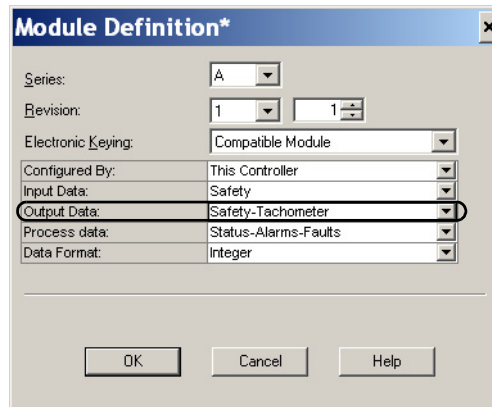 Module Definition*
Series: A
Revision: 1 1
Electronic Keying: Compatible Module
Configured By: This Controller
Input Data: Safety
Output Data: Safety-Tachometer
Process data: Status-Alarms-Faults
Data Format: Integer
OK Cancel Help